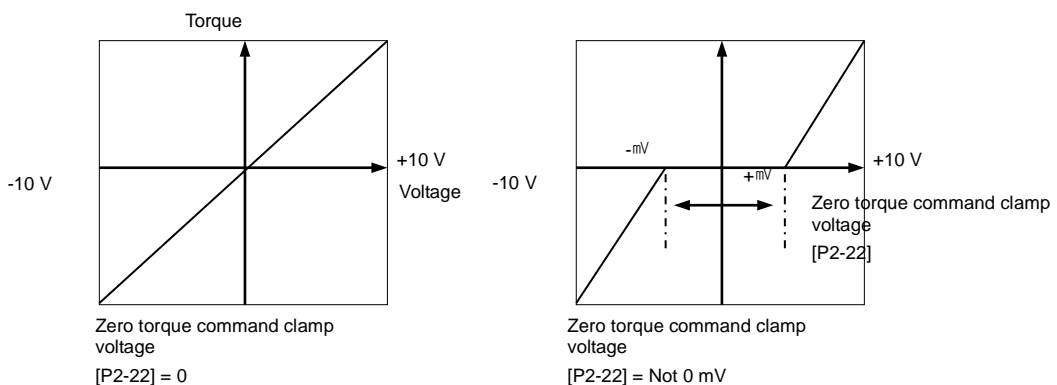 Torque
-10 V
+10 V
Voltage
Zero torque command clamp
voltage
[P2-22] = 0
-10 V
-㎷
+㎷
+10 V
Zero torque command clamp
voltage
[P2-22]
Zero torque command clamp
voltage
[P2-22] = Not 0 mV